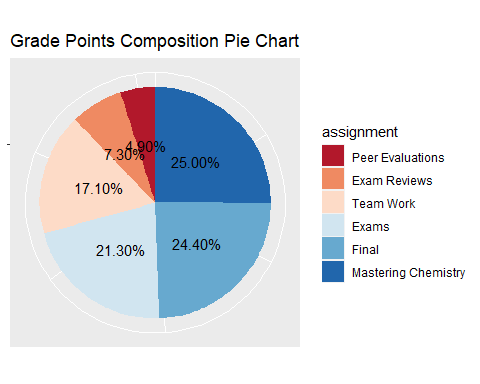 Grade Points Composition Pie Chart
4.90%
7.30%
25.00%
17.10%
21.30%
24.40%
assignment
Peer Evaluations
Exam Reviews
Team Work
Exams
Final
Mastering Chemistry